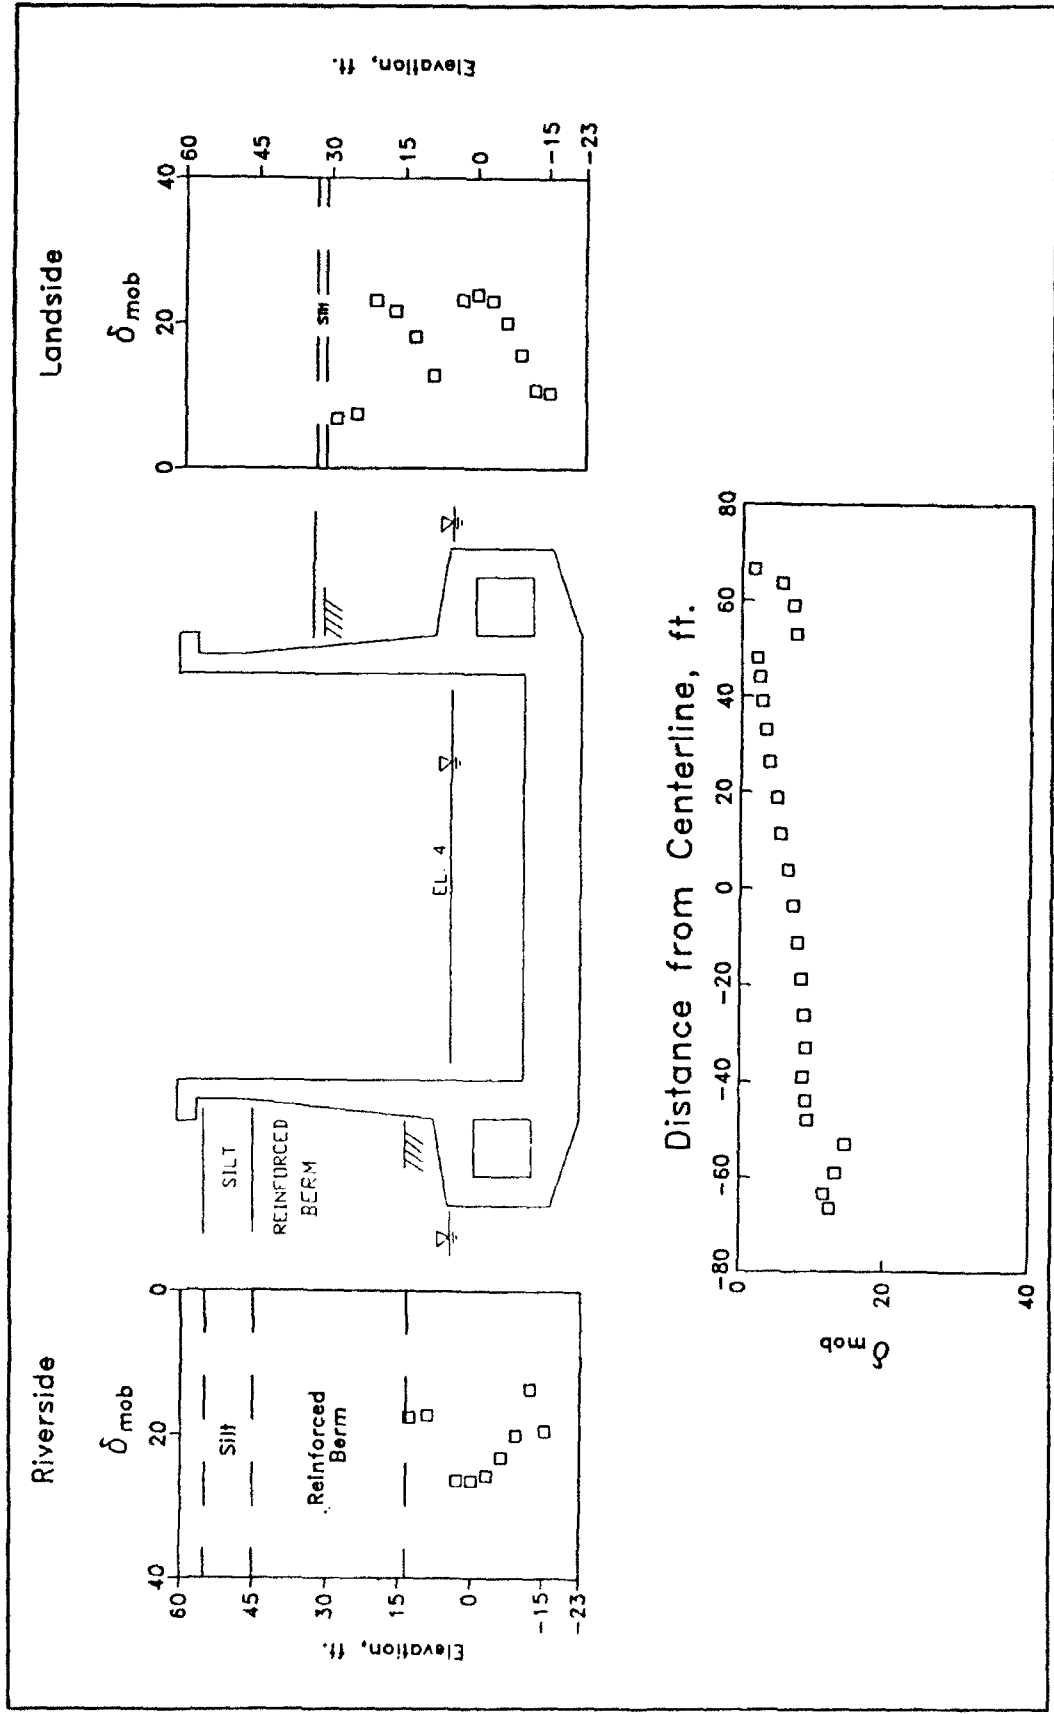 Riverside
δmob
40
20
0
60
45
30
15
0
-15
-23
Elevation, ft.
Silt
Reinforced
Berm
SILT
REINFORCED
BERM
EL. 4
Landside
δmob
0
20
40
60
45
30
15
0
-15
-23
Elevation, ft.
Silt
Distance from Centerline, ft.
-80
-60
-40
-20
0
20
40
60
80
0
20
40
δmob